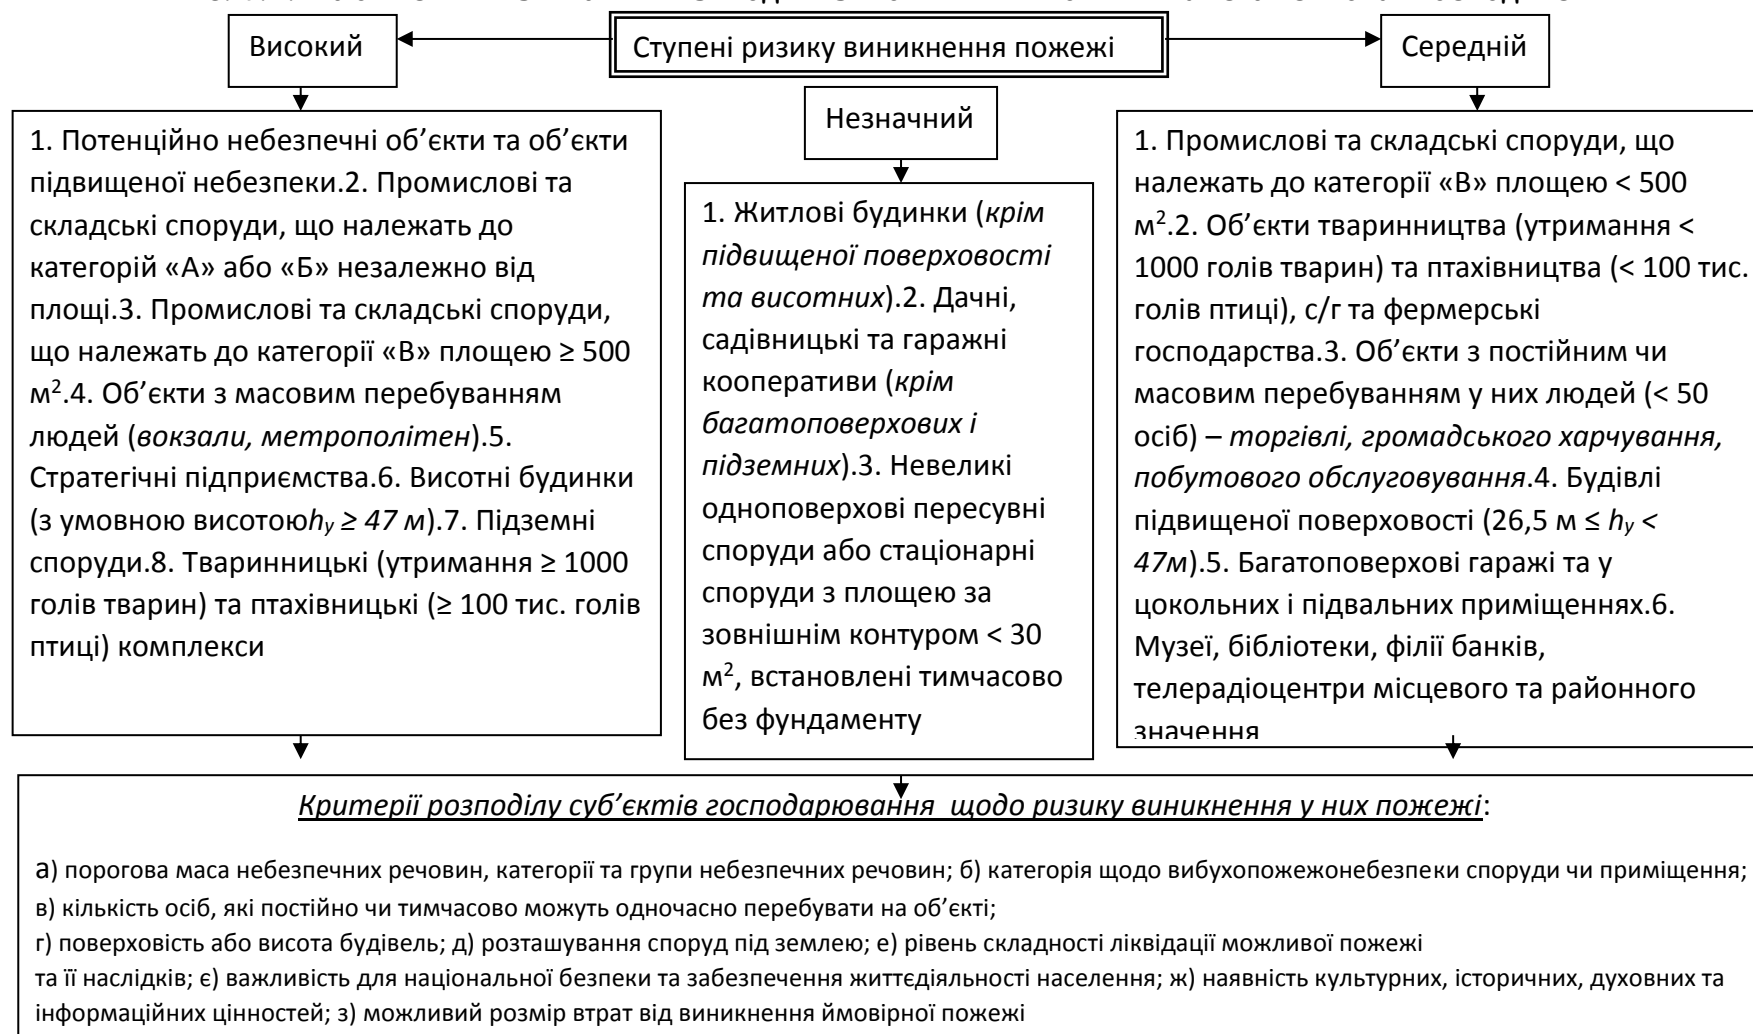 Високий
Ступені ризику виникнення пожежі
Середній
Незначний
1. Потенційно небезпечні об’єкти та об’єкти
підвищеної небезпеки.2. Промислові та
складські споруди, що належать до
категорій «А» або «Б» незалежно від
площі.3. Промислові та складські споруди,
що належать до категорії «В» площею ≥ 500
м².4. Об’єкти з масовим перебуванням
людей (вокзали, метрополітен).5.
Стратегічні підприємства.6. Висотні будинки
(з умовною висотоюhу ≥ 47 м).7. Підземні
споруди.8. Тваринницькі (утримання ≥ 1000
голів тварин) та птахівницькі (≥ 100 тис. голів
птиці) комплекси
1. Житлові будинки (крім
підвищеної поверховості
та висотних).2. Дачні,
садівницькі та гаражні
кооперативи (крім
багатоповерхових і
підземних).3. Невеликі
одноповерхові пересувні
споруди або стаціонарні
споруди з площею за
зовнішнім контуром < 30
м², встановлені тимчасово
без фундаменту
1. Промислові та складські споруди, що
належать до категорії «В» площею < 500
м².2. Об’єкти тваринництва (утримання <
1000 голів тварин) та птахівництва (< 100 тис.
голів птиці), с/г та фермерські
господарства.3. Об’єкти з постійним чи
масовим перебуванням у них людей (< 50
осіб) – торгівлі, громадського харчування,
побутового обслуговування.4. Будівлі
підвищеної поверховості (26,5 м ≤ hу <
47м).5. Багатоповерхові гаражі та у
цокольних і підвальних приміщеннях.6.
Музеї, бібліотеки, філії банків,
телерадіоцентри місцевого та районного
значення
Критерії розподілу суб’єктів господарювання  щодо ризику виникнення у них пожежі:
а) порогова маса небезпечних речовин, категорії та групи небезпечних речовин; б) категорія щодо вибухопожежонебезпеки споруди чи приміщення;
в) кількість осіб, які постійно чи тимчасово можуть одночасно перебувати на об’єкті;
г) поверховість або висота будівель; д) розташування споруд під землею; е) рівень складності ліквідації можливої пожежі
та її наслідків; є) важливість для національної безпеки та забезпечення життєдіяльності населення; ж) наявність культурних, історичних, духовних та
інформаційних цінностей; з) можливий розмір втрат від виникнення ймовірної пожежі